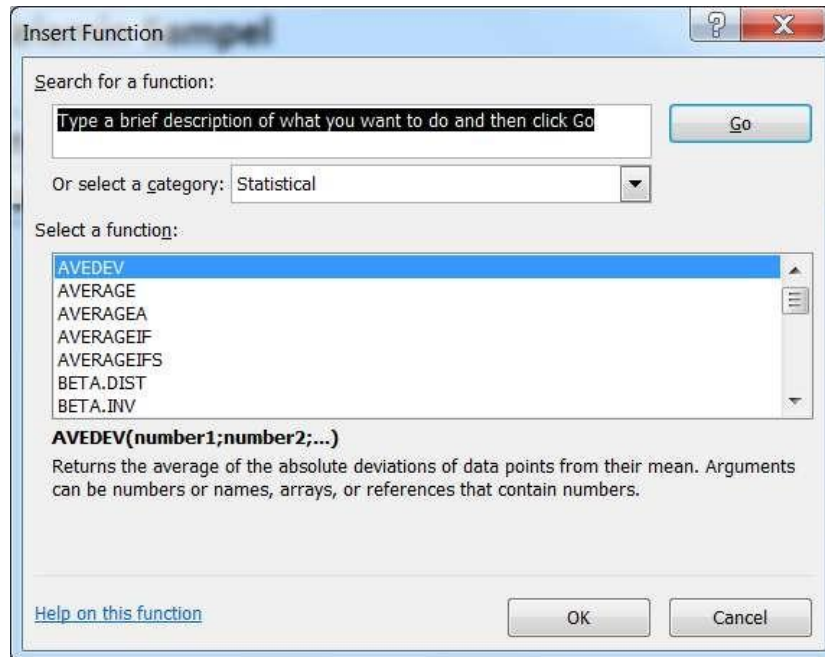 Insert Function
Search for a function:
Type a brief description of what you want to do and then click Go
Go
Or select a category: Statistical
Select a function:
AVEDEV
AVERAGE
AVERAGEA
AVERAGEIF
AVERAGEIFS
BETA.DIST
BETA.INV
AVEDEV(number1;number2;...)
Returns the average of the absolute deviations of data points from their mean. Arguments
can be numbers or names, arrays, or references that contain numbers.
Help on this function
OK
Cancel